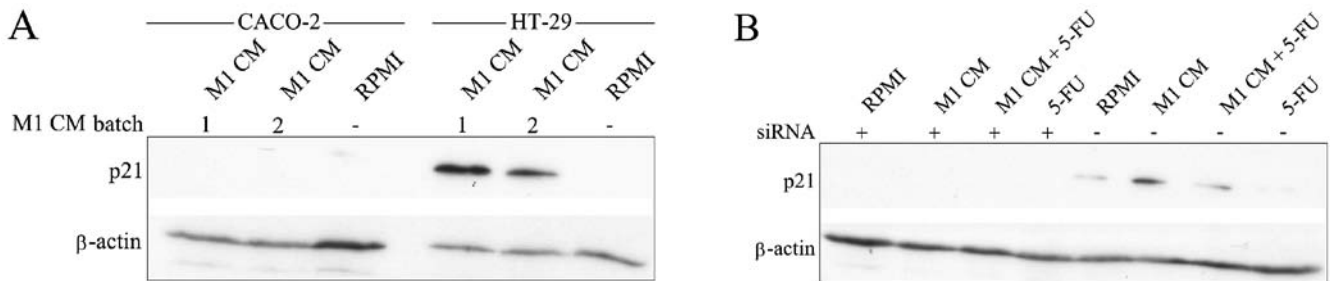 A
CACO-2 HT-29
M1 CM M1 CM RPMI M1 CM M1 CM RPMI
M1 CM batch 1 2 - 1 2 -
p21
β-actin
B
RPMI M1 CM M1 CM + 5-FU 5-FU RPMI M1 CM M1 CM + 5-FU 5-FU
siRNA + + + + - - - -
p21
β-actin